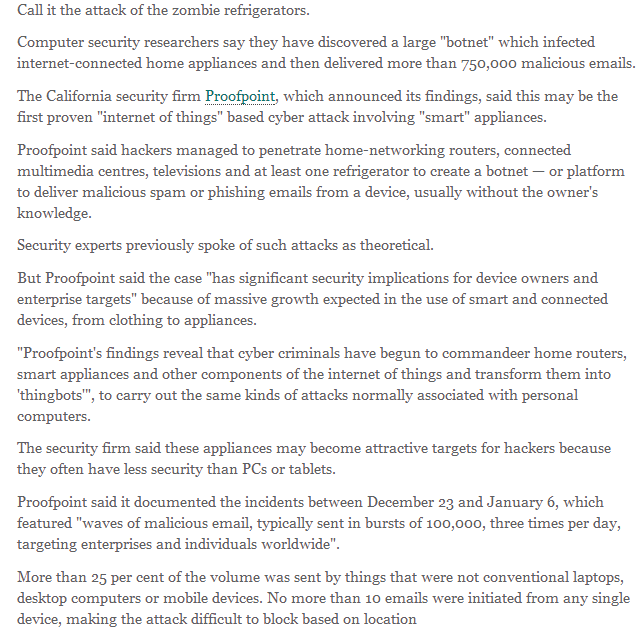 Call it the attack of the zombie refrigerators.
Computer security researchers say they have discovered a large "botnet" which infected
internet-connected home appliances and then delivered more than 750,000 malicious emails.
The California security firm Proofpoint, which announced its findings, said this may be the
first proven "internet of things" based cyber attack involving "smart" appliances.
Proofpoint said hackers managed to penetrate home-networking routers, connected
multimedia centres, televisions and at least one refrigerator to create a botnet — or platform
to deliver malicious spam or phishing emails from a device, usually without the owner's
knowledge.
Security experts previously spoke of such attacks as theoretical.
But Proofpoint said the case "has significant security implications for device owners and
enterprise targets" because of massive growth expected in the use of smart and connected
devices, from clothing to appliances.
"Proofpoint's findings reveal that cyber criminals have begun to commandeer home routers,
smart appliances and other components of the internet of things and transform them into
'thingbots'", to carry out the same kinds of attacks normally associated with personal
computers.
The security firm said these appliances may become attractive targets for hackers because
they often have less security than PCs or tablets.
Proofpoint said it documented the incidents between December 23 and January 6, which
featured "waves of malicious email, typically sent in bursts of 100,000, three times per day,
targeting enterprises and individuals worldwide".
More than 25 per cent of the volume was sent by things that were not conventional laptops,
desktop computers or mobile devices. No more than 10 emails were initiated from any single
device, making the attack difficult to block based on location